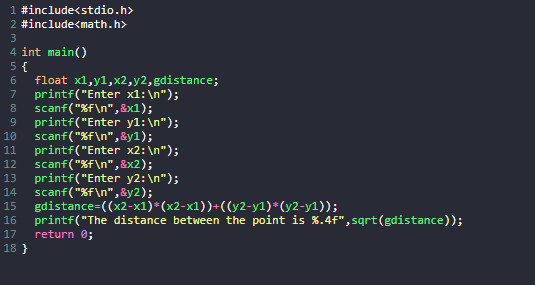 1 #include<stdio.h>
2 #include<math.h>
3
4 int main()
5 {
6 float x1,y1,x2,y2,gdistance;
7 printf("Enter x1:\n");
8 scanf("%f\n",&x1);
9 printf("Enter y1:\n");
10 scanf("%f\n",&y1);
11 printf("Enter x2:\n");
12 scanf("%f\n",&x2);
13 printf("Enter y2:\n");
14 scanf("%f\n",&y2);
15 gdistance=((x2-x1)*(x2-x1))+((y2-y1)*(y2-y1));
16 printf("The distance between the point is %.4f",sqrt(gdistance));
17 return 0;
18 }